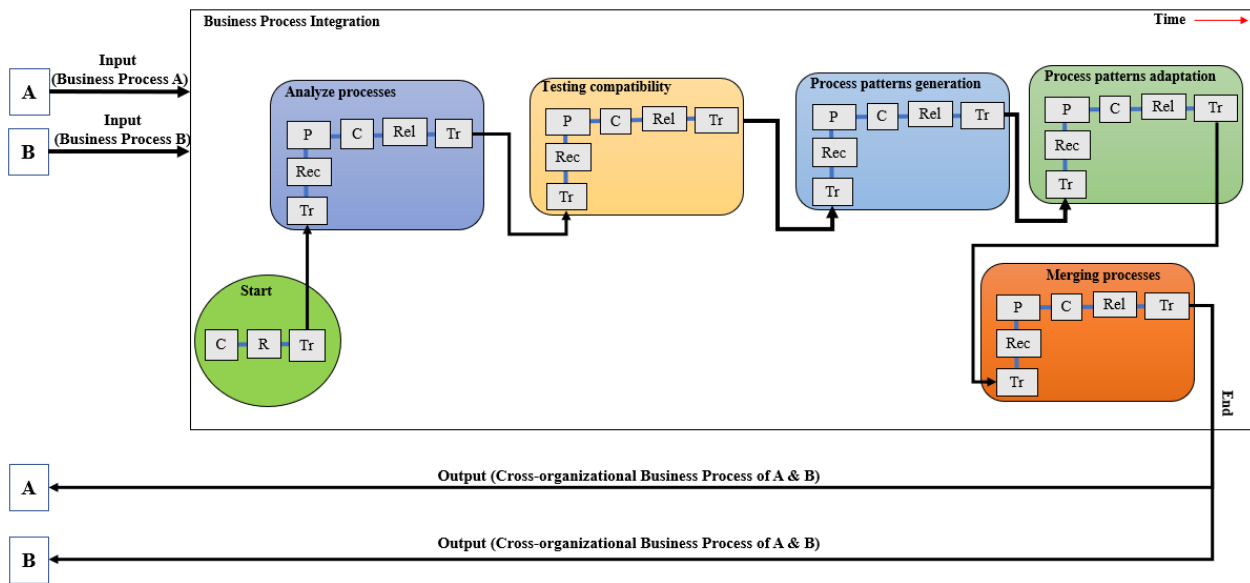 Business Process Integration
Time
Input
(Business Process A)
A
Input
(Business Process B)
B
Analyze processes
P
C
Rel
Tr
Rec
Tr
Testing compatibility
P
C
Rel
Tr
Rec
Tr
Process patterns generation
P
C
Rel
Tr
Rec
Tr
Process patterns adaptation
P
C
Rel
Tr
Rec
Tr
Start
C
R
Tr
Merging processes
P
C
Rel
Tr
Rec
Tr
End
Output (Cross-organizational Business Process of A & B)
A
Output (Cross-organizational Business Process of A & B)
B